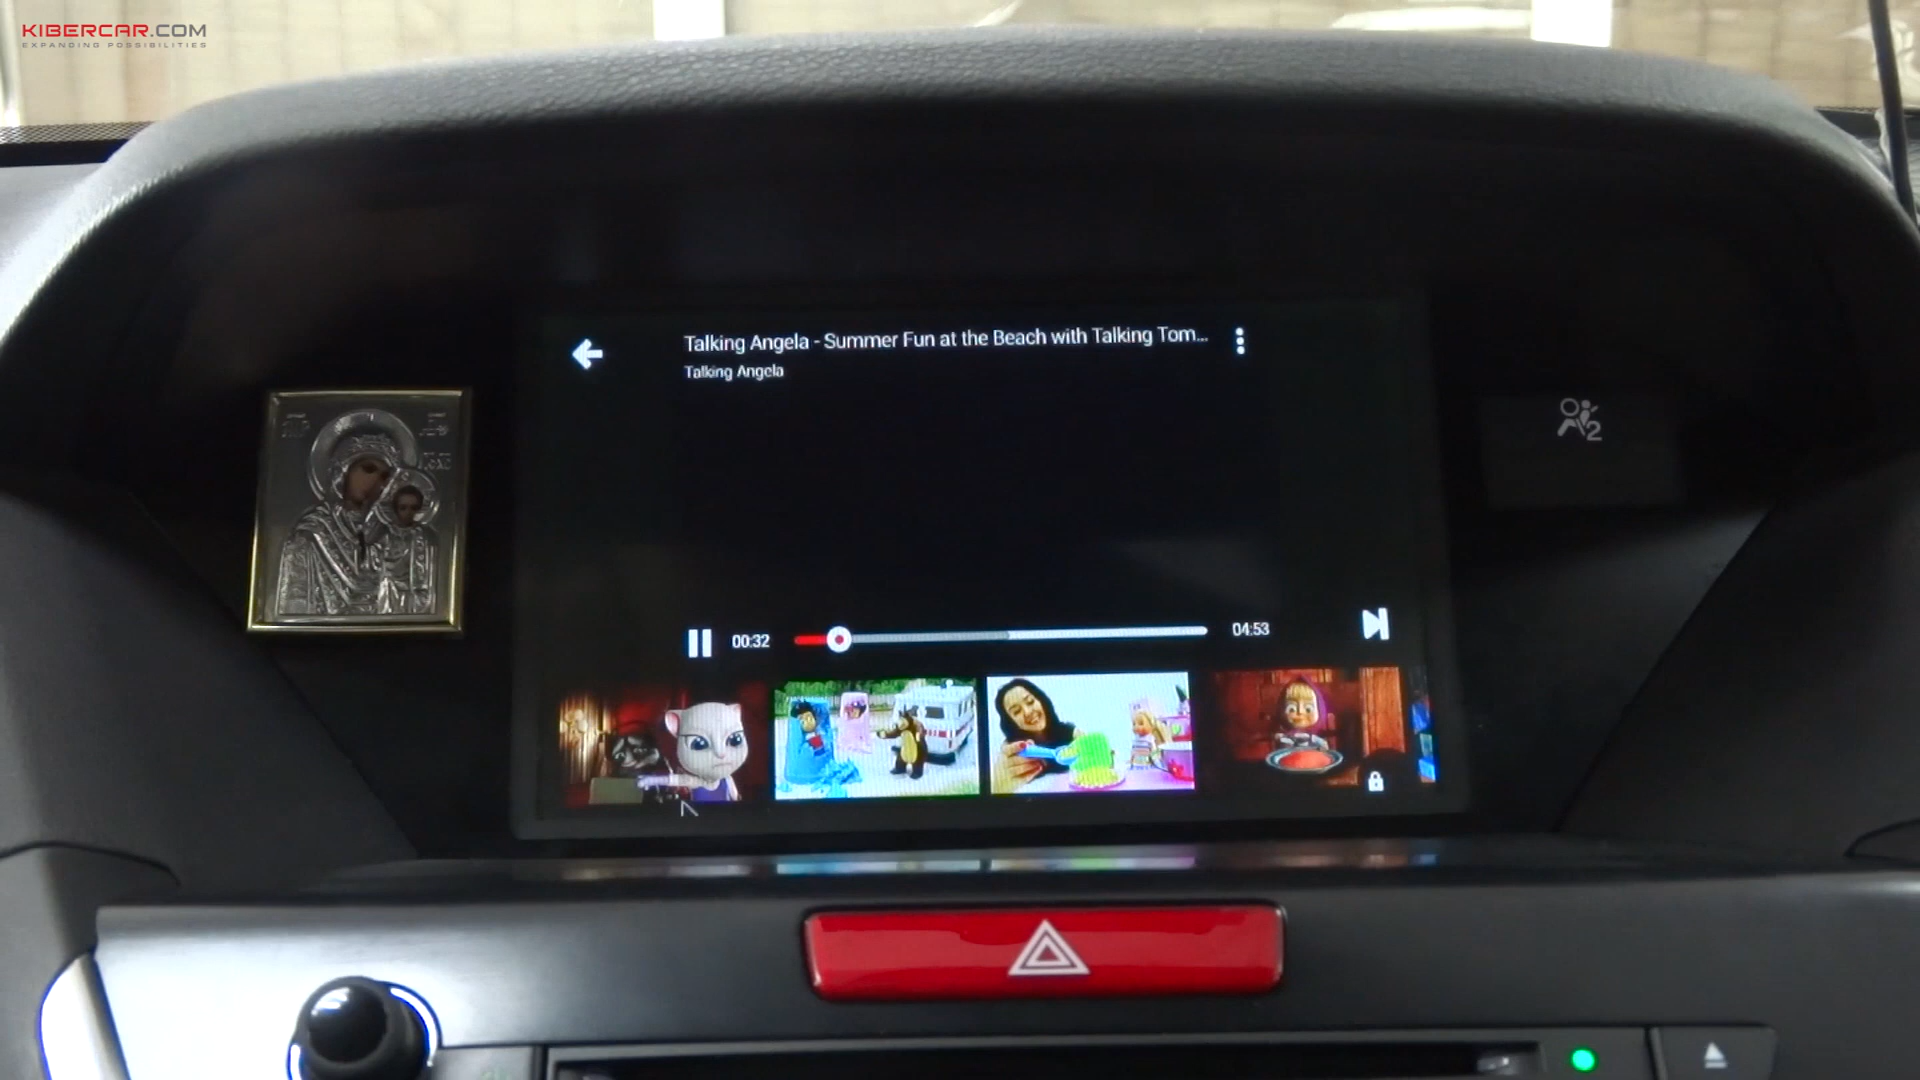 KIBERCAR.COM
EXPANDING POSSIBILITIES
Talking Angela - Summer Fun at the Beach with Talking Tom...
Talking Angela
2
00:32
04:53